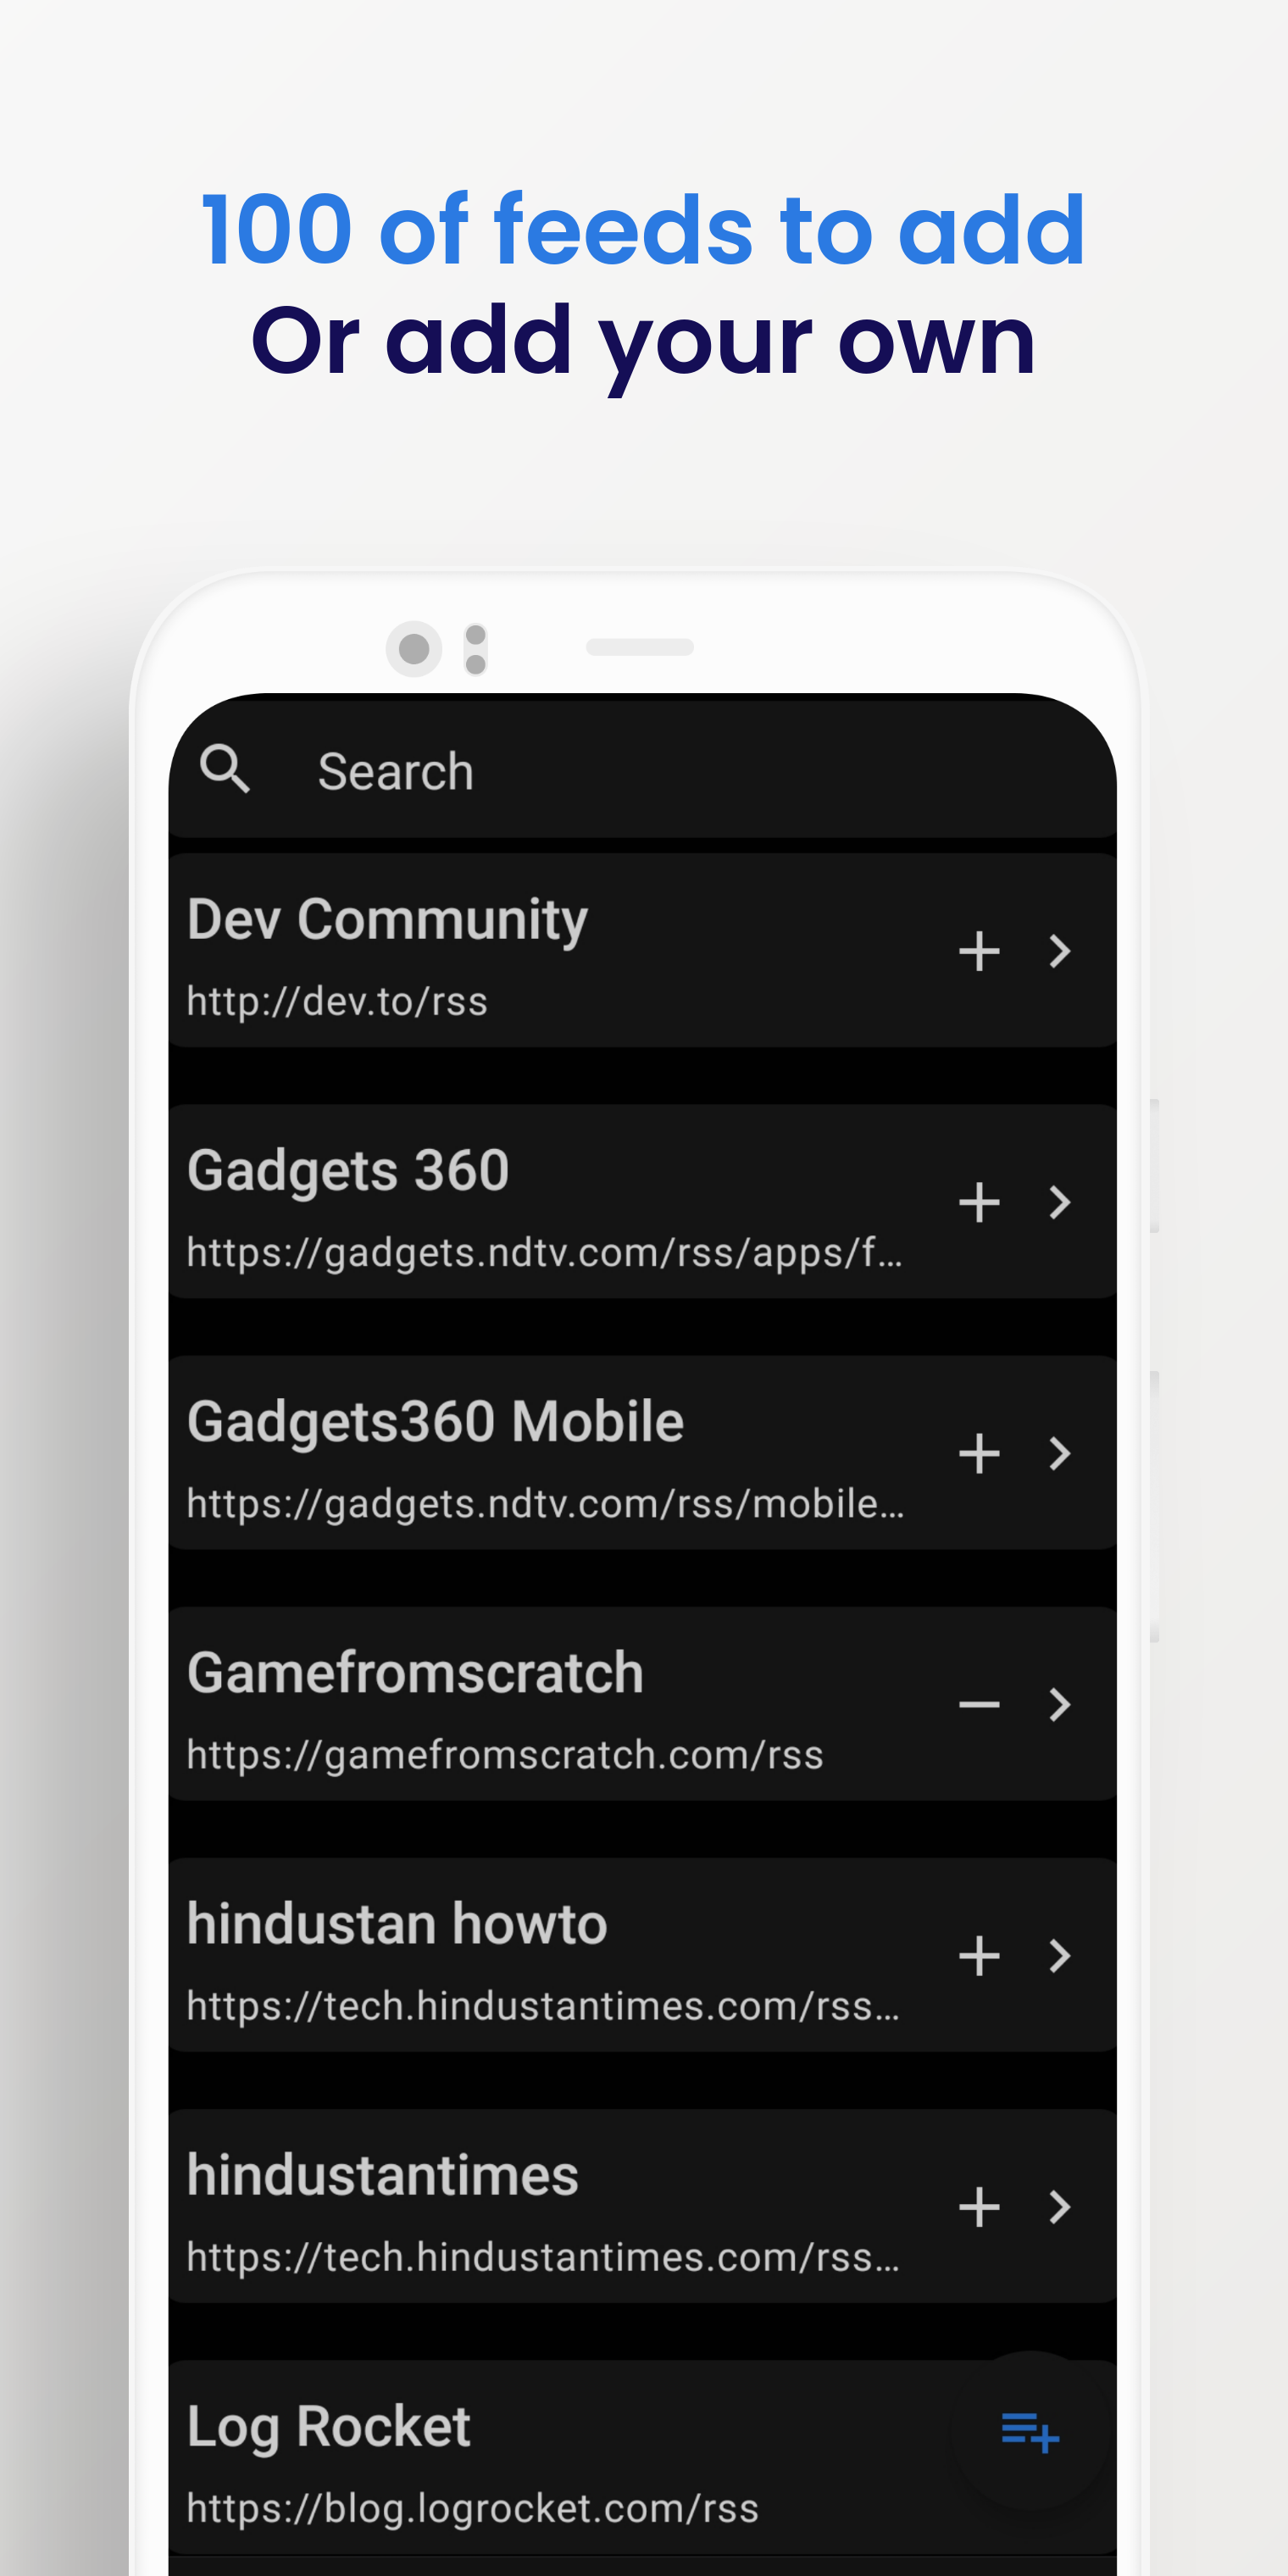 100 of feeds to add
Or add your own
Search
Dev Community
http://dev.to/rss
Gadgets 360
https://gadgets.ndtv.com/rss/apps/f...
Gadgets360 Mobile
https://gadgets.ndtv.com/rss/mobile...
Gamefromscratch
https://gamefromscratch.com/rss
hindustan howto
https://tech.hindustantimes.com/rss...
hindustantimes
https://tech.hindustantimes.com/rss...
Log Rocket
https://blog.logrocket.com/rss